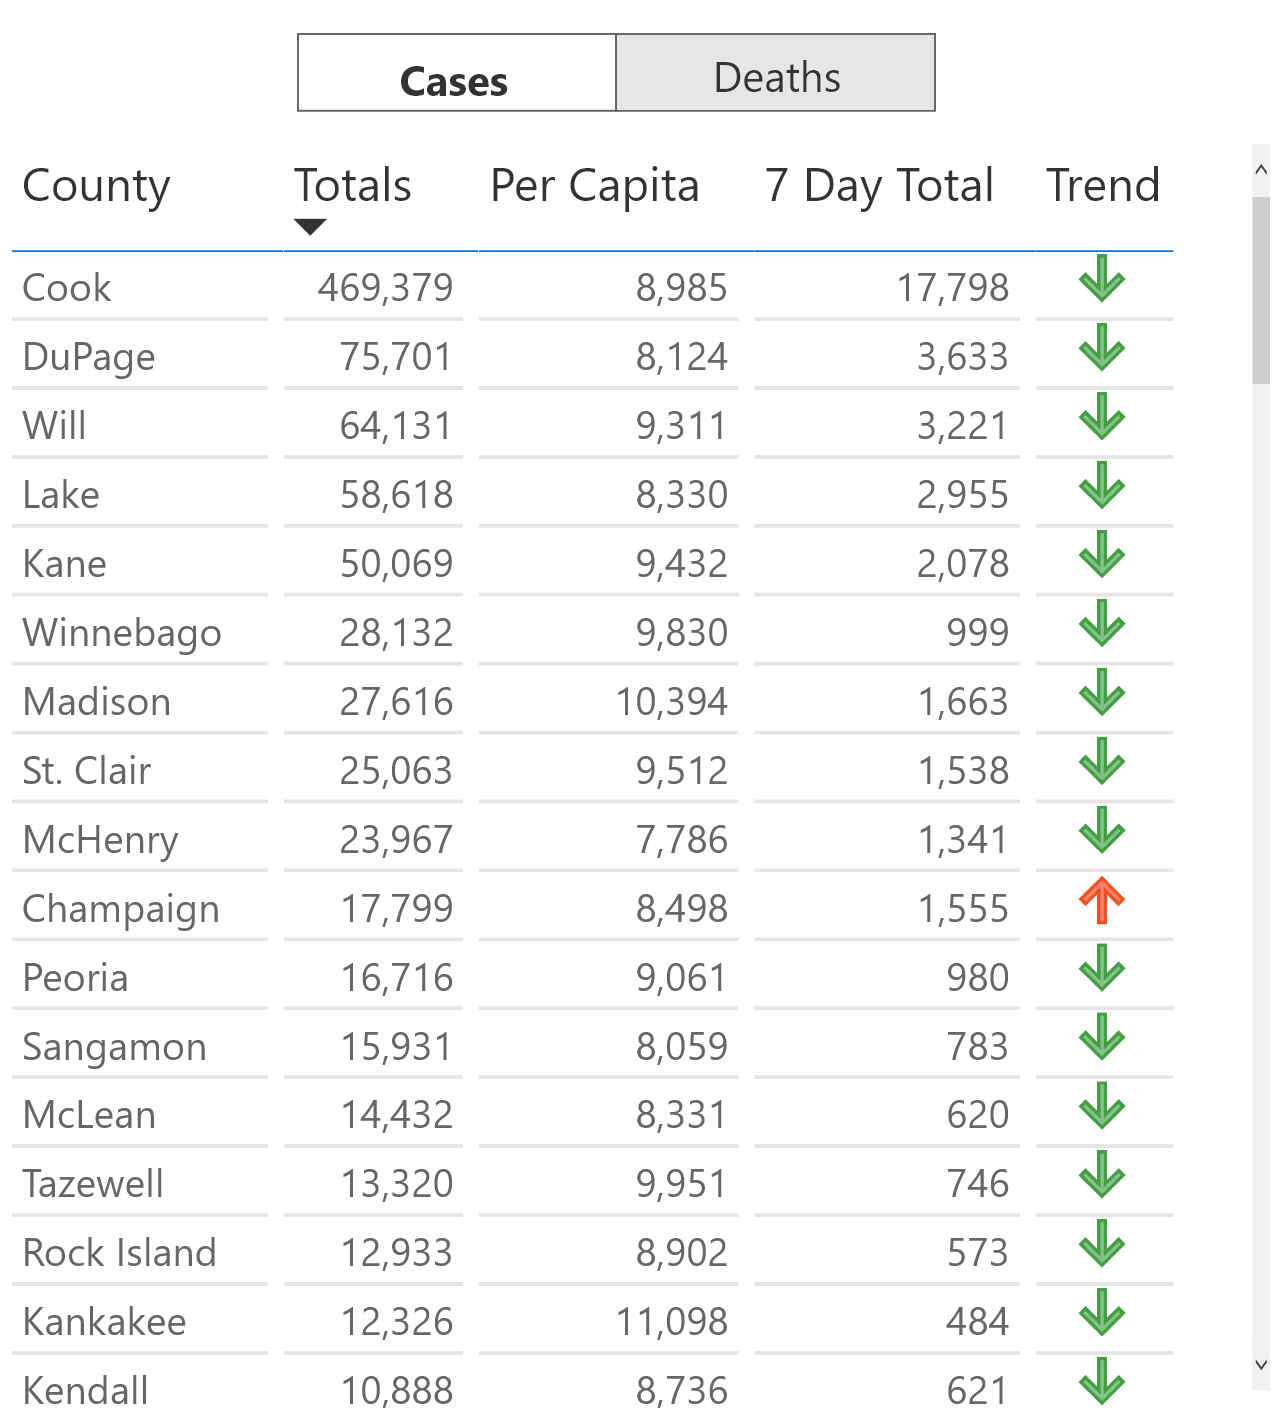 Cases Deaths
County Totals Per Capita 7 Day Total Trend
Cook 469,379 8,985 17,798
DuPage 75,701 8,124 3,633
Will 64,131 9,311 3,221
Lake 58,618 8,330 2,955
Kane 50,069 9,432 2,078
Winnebago 28,132 9,830 999
Madison 27,616 10,394 1,663
St. Clair 25,063 9,512 1,538
McHenry 23,967 7,786 1,341
Champaign 17,799 8,498 1,555
Peoria 16,716 9,061 980
Sangamon 15,931 8,059 783
McLean 14,432 8,331 620
Tazewell 13,320 9,951 746
Rock Island 12,933 8,902 573
Kankakee 12,326 11,098 484
Kendall 10,888 8,736 621